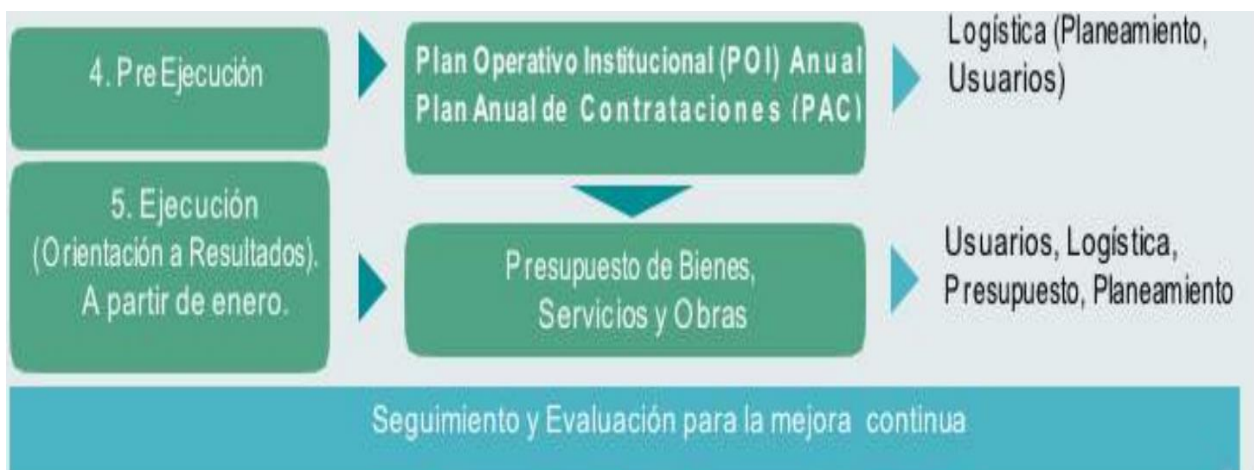 4. Pre Ejecución
Plan Operativo Institucional (POI) Anual
Plan Anual de Contrataciones (PAC)
Logística (Planeamiento,
Usuarios)
5. Ejecución
(Orientación a Resultados).
A partir de enero.
Presupuesto de Bienes,
Servicios y Obras
Usuarios, Logística,
Presupuesto, Planeamiento
Seguimiento y Evaluación para la mejora continua